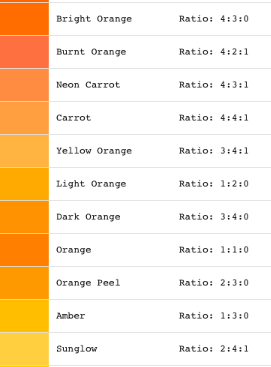 Bright Orange Ratio: 4:3:0
Burnt Orange Ratio: 4:2:1
Neon Carrot Ratio: 4:3:1
Carrot Ratio: 4:4:1
Yellow Orange Ratio: 3:4:1
Light Orange Ratio: 1:2:0
Dark Orange Ratio: 3:4:0
Orange Ratio: 1:1:0
Orange Peel Ratio: 2:3:0
Amber Ratio: 1:3:0
Sunglow Ratio: 2:4:1